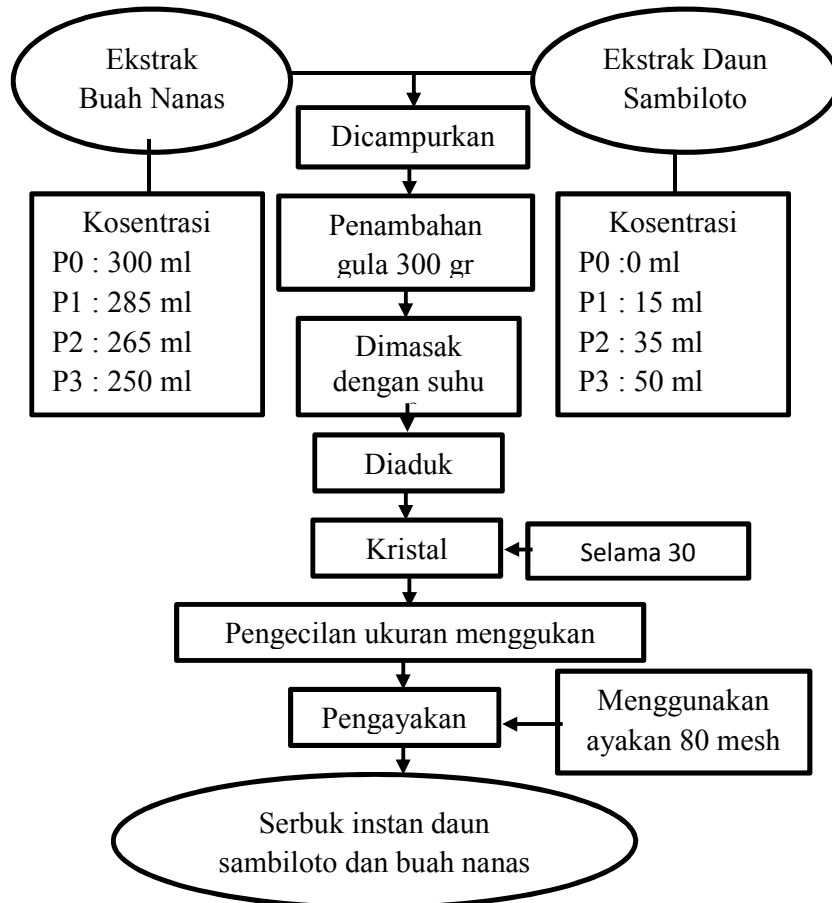 Ekstrak
Buah Nanas
Ekstrak Daun
Sambiloto
Dicampurkan
Kosentrasi
P0 : 300 ml
P1 : 285 ml
P2 : 265 ml
P3 : 250 ml
Penambahan
gula 300 gr
Kosentrasi
P0 :0 ml
P1 : 15 ml
P2 : 35 ml
P3 : 50 ml
Dimasak
dengan suhu
Diaduk
Kristal
Selama 30
Pengecilan ukuran menggukan
Pengayakan
Menggunakan
ayakan 80 mesh
Serbuk instan daun
sambiloto dan buah nanas